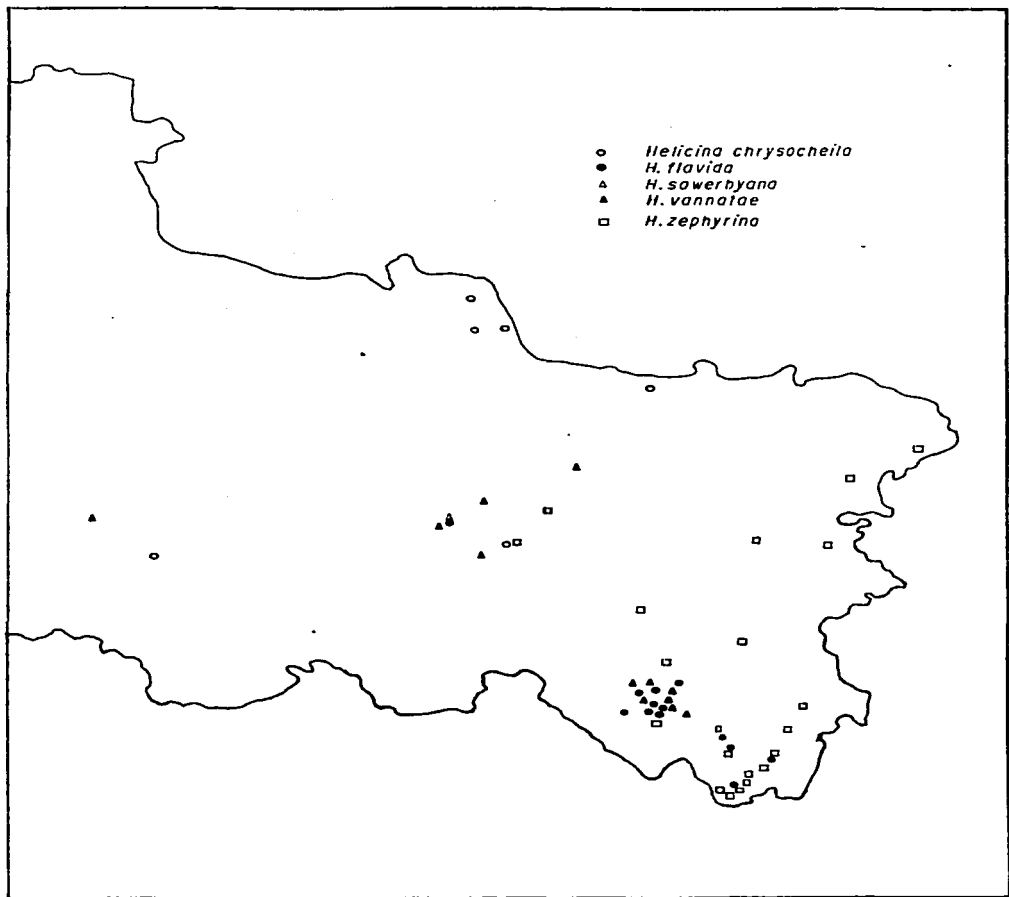 Helicina chrysocheila
H. flavida
H. sowerbyana
H. vannatae
H. zephyrina